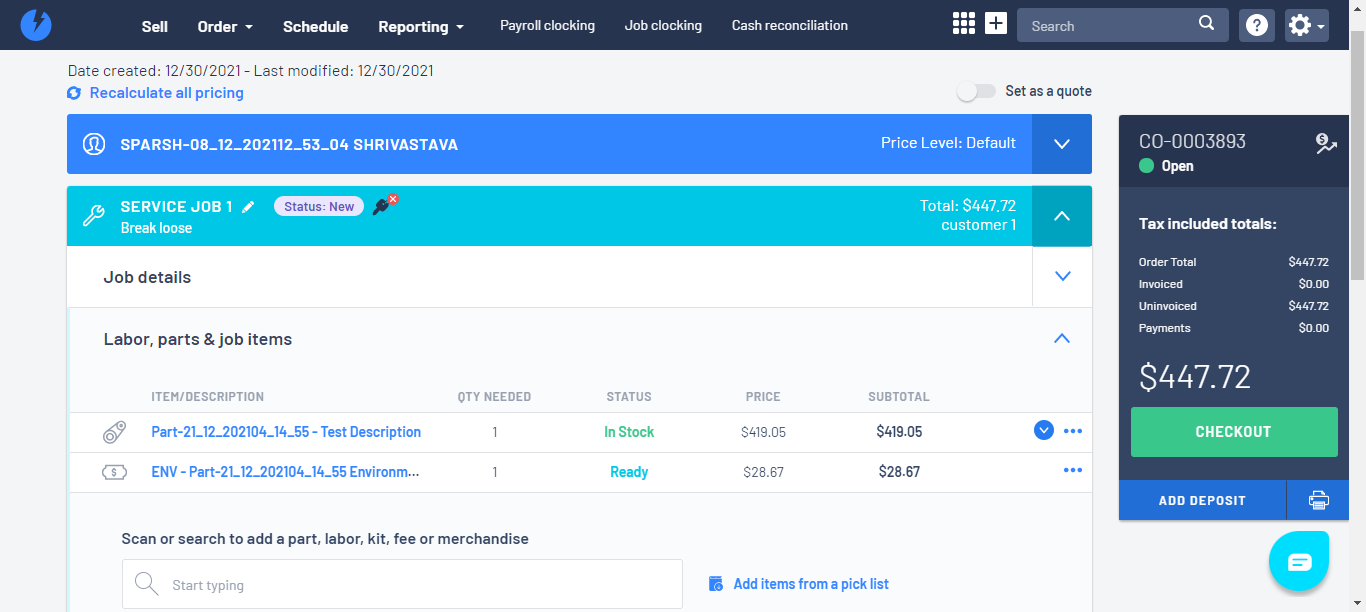 Sell Order Schedule Reporting Payroll clocking Job clocking Cash reconciliation Search
Date created: 12/30/2021 - Last modified: 12/30/2021
Recalculate all pricing
Set as a quote
SPARSH-08_12_202112_53_04 SHRIVASTAVA Price Level: Default
SERVICE JOB 1 Status: New Total: $447.72
Break loose customer 1
Job details
Labor, parts & job items
ITEM/DESCRIPTION QTY NEEDED STATUS PRICE SUBTOTAL
Part-21_12_202104_14_55 - Test Description 1 In Stock $419.05 $419.05
ENV - Part-21_12_202104_14_55 Environm... 1 Ready $28.67 $28.67
Scan or search to add a part, labor, kit, fee or merchandise
Start typing Add items from a pick list
CO-0003893
Open
Tax included totals:
Order Total $447.72
Invoiced $0.00
Uninvoiced $447.72
Payments $0.00
$447.72
CHECKOUT
ADD DEPOSIT